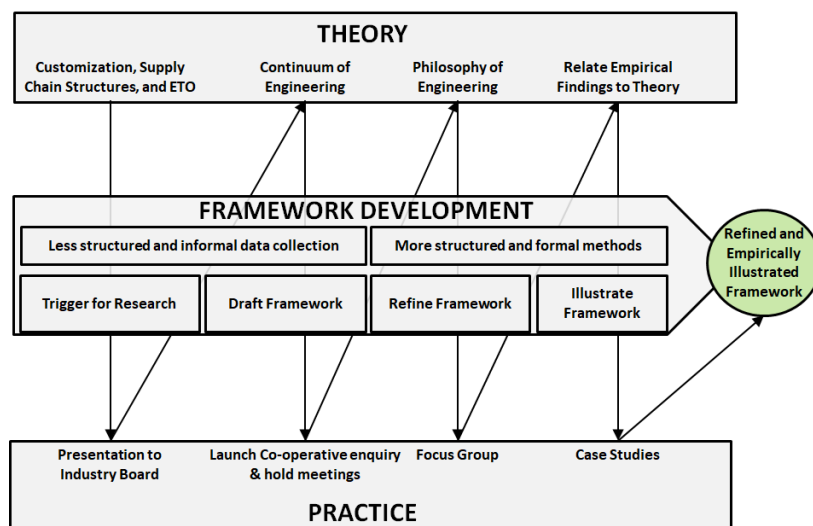 THEORY
Customization, Supply
Chain Structures, and ETO
Continuum of
Engineering
Philosophy of
Engineering
Relate Empirical
Findings to Theory
FRAMEWORK DEVELOPMENT
Less structured and informal data collection
More structured and formal methods
Trigger for Research
Draft Framework
Refine Framework
Illustrate
Framework
Refined and
Empirically
Illustrated
Framework
Presentation to
Industry Board
Launch Co-operative enquiry
& hold meetings
Focus Group
Case Studies
PRACTICE